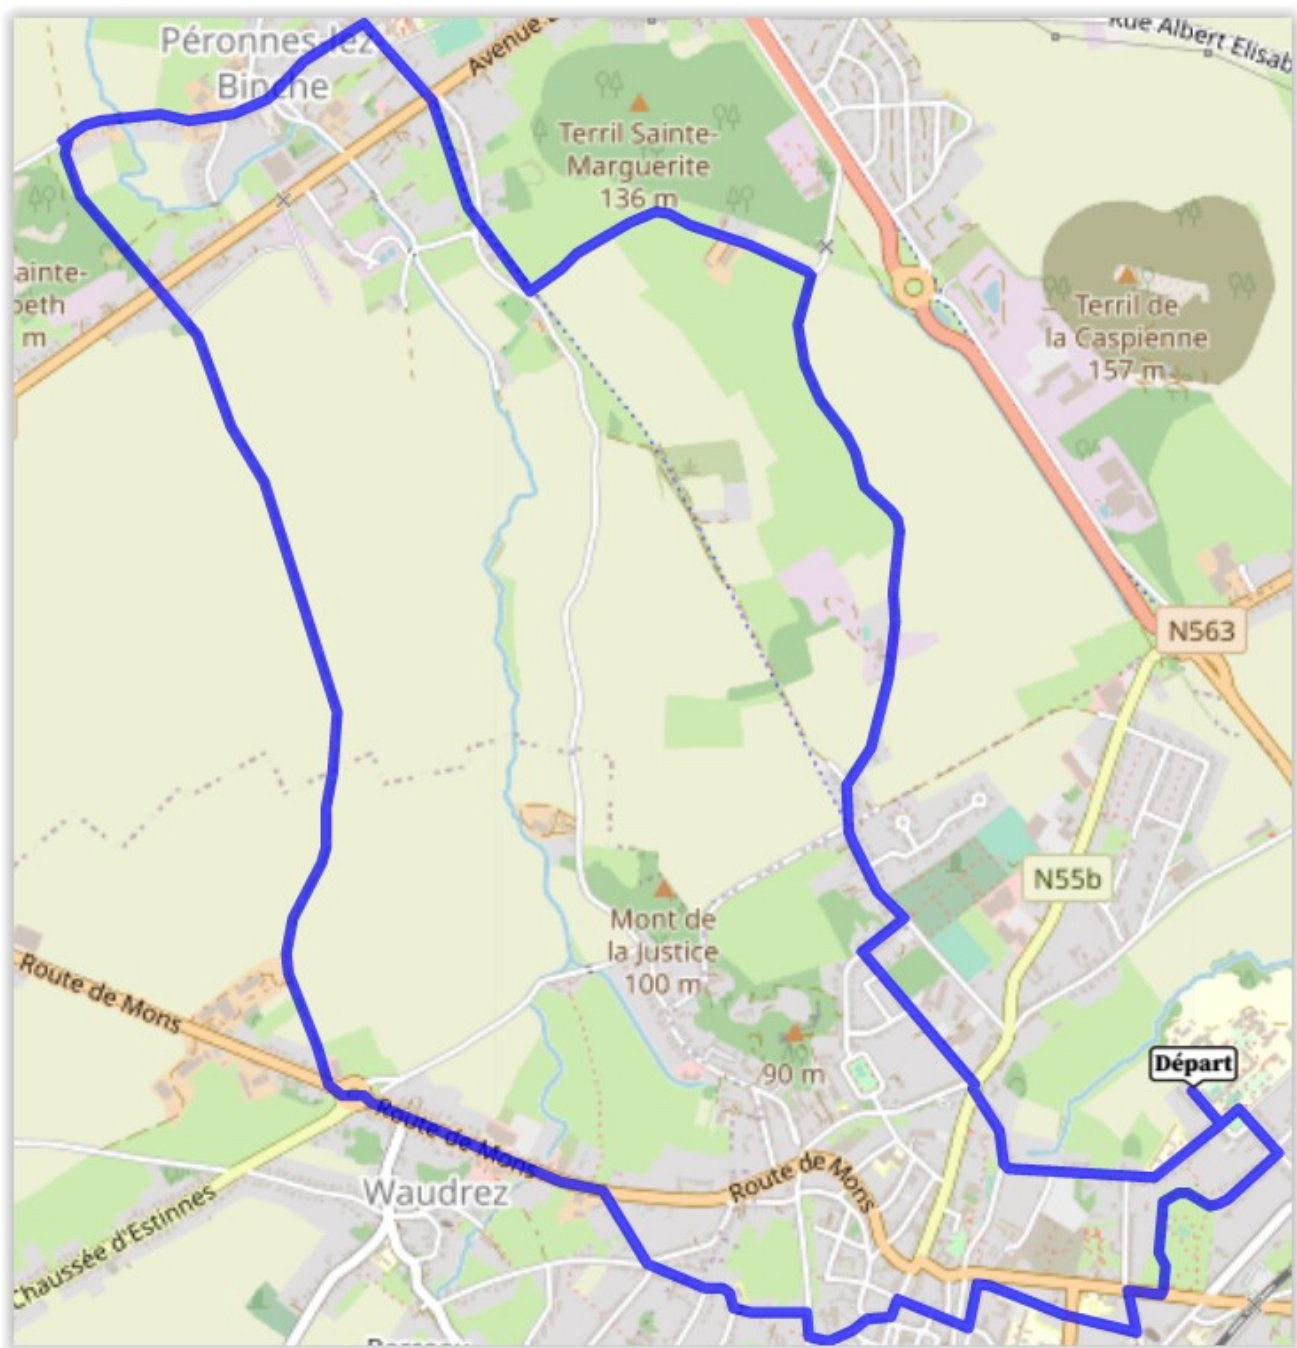 Péronnes-lez
Binche
Avenue
Rue Albert Elisab
Terril Sainte-
Marguerite
136 m
ainte-
beth
m
Terril de
la Caspienne
157 m
N563
N55b
Mont de
la Justice
100 m
Route de Mons
90 m
Départ
Route de Mons
Route de Mons
Waudrez
Chaussée d'Estinnes